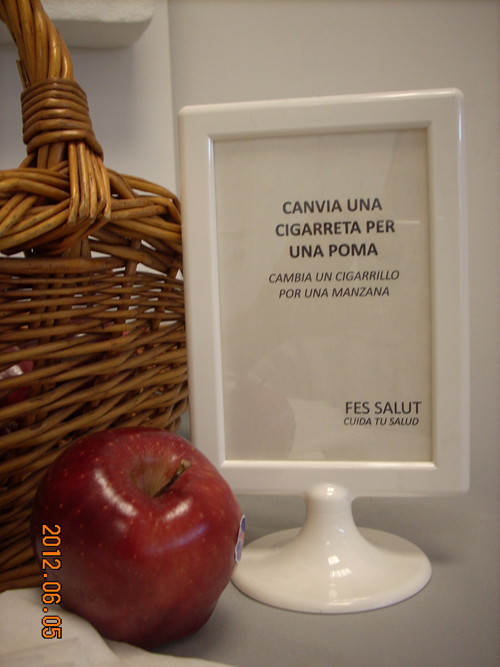 CANVIA UNA
CIGARRETA PER
UNA POMA
CAMBIA UN CIGARRILLO
POR UNA MANZANA
FES SALUT
CUIDA TU SALUD
2012.06.05